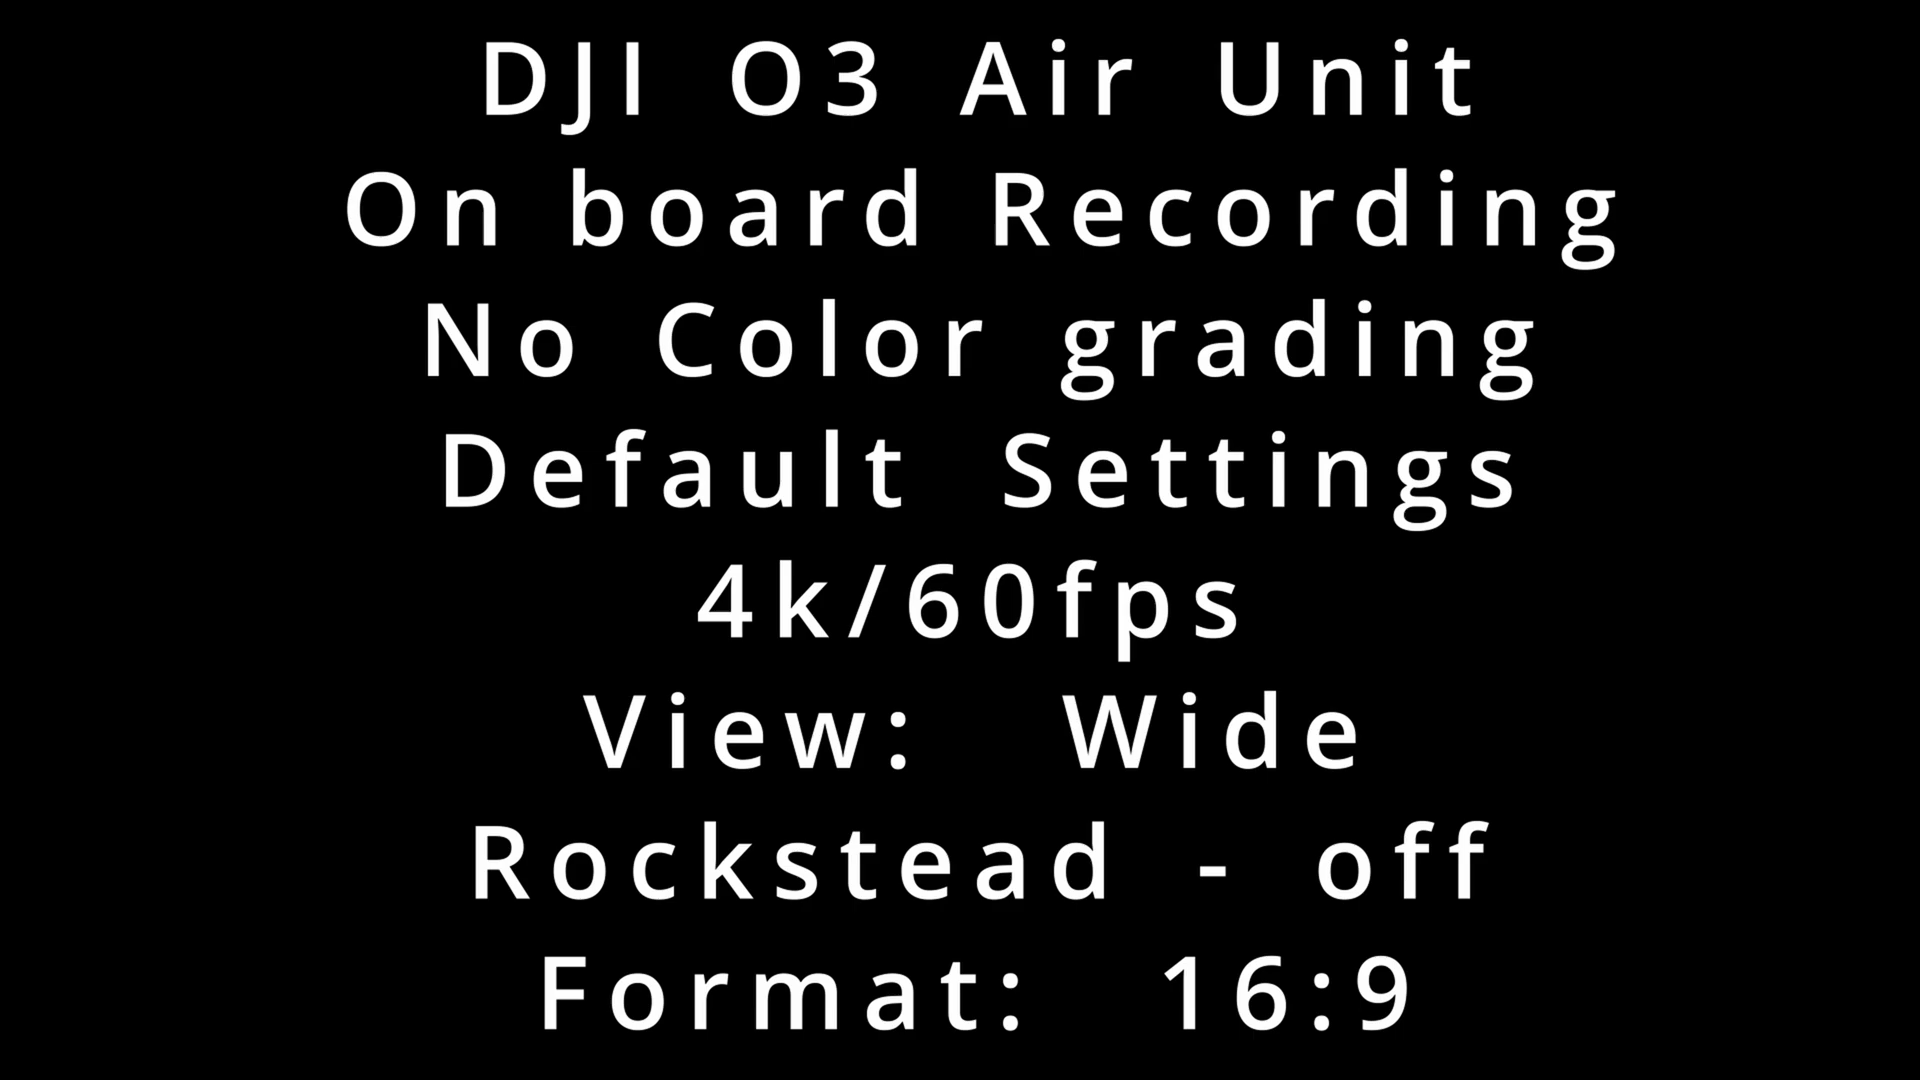 DJI O3 Air Unit
On board Recording
No Color grading
Default Settings
4k/60fps
View: Wide
Rockstead - off
Format: 16:9